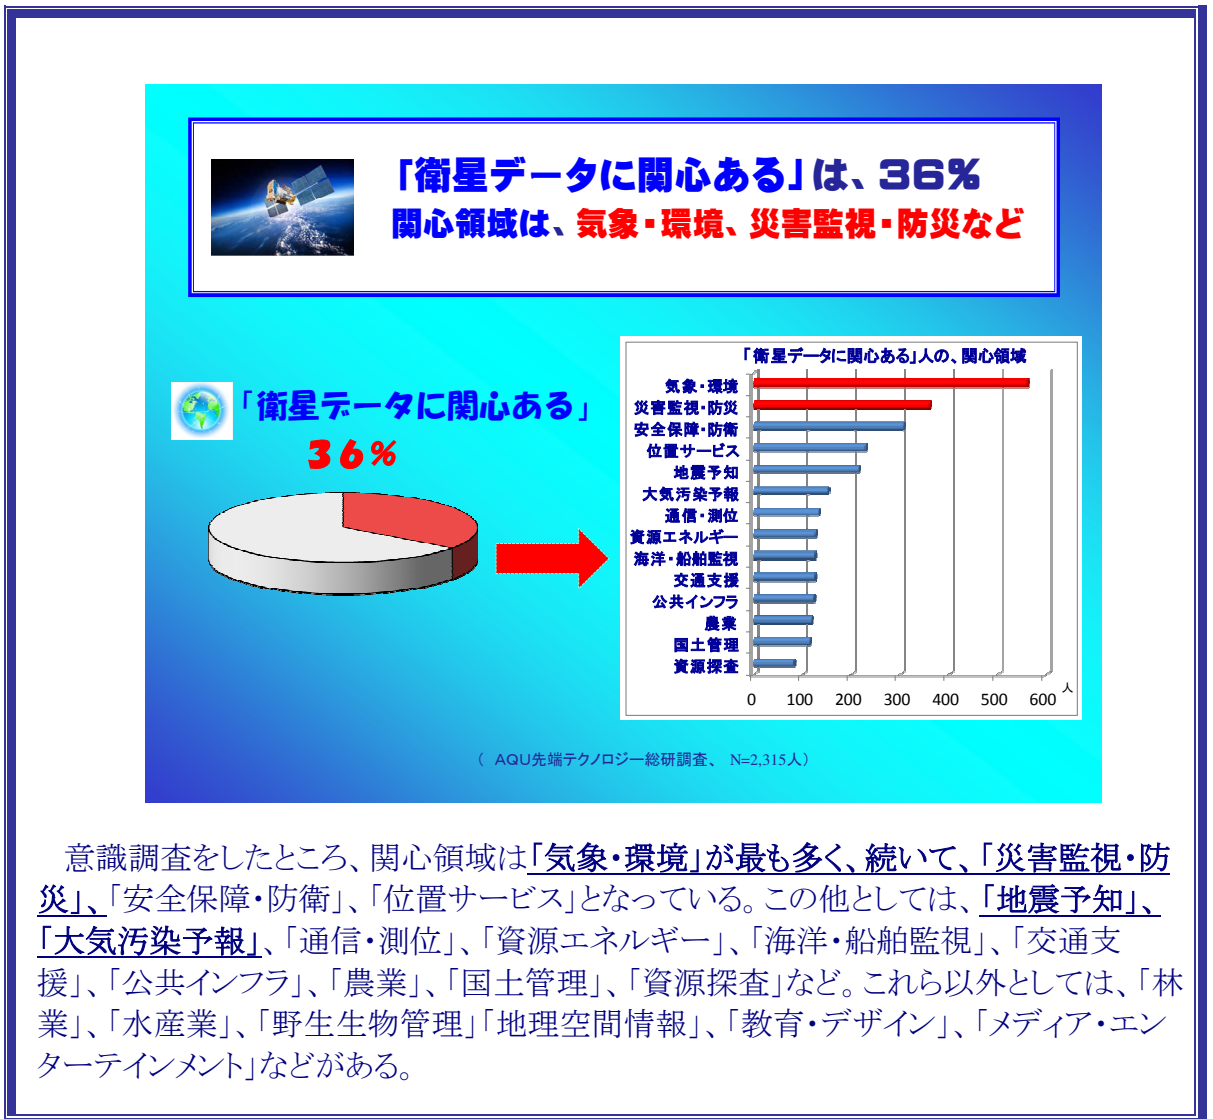 「衛星データに関心ある」は、36%
関心領域は、気象・環境、災害監視・防災など
「衛星データに関心ある」
36%
「衛星データに関心ある」人の、関心領域
気象・環境
災害監視・防災
安全保障・防衛
位置サービス
地震予知
大気汚染予報
通信・測位
資源エネルギー
海洋・船舶監視
交通支援
公共インフラ
農業
国土管理
資源探査
0 100 200 300 400 500 600 人
( AQU先端テクノロジー総研調査、 N=2,315人)
意識調査をしたところ、関心領域は「気象・環境」が最も多く、続いて、「災害監視・防
災」、「安全保障・防衛」、「位置サービス」となっている。この他としては、「地震予知」、
「大気汚染予報」、「通信・測位」、「資源エネルギー」、「海洋・船舶監視」、「交通支
援」、「公共インフラ」、「農業」、「国土管理」、「資源探査」など。これら以外としては、「林
業」、「水産業」、「野生生物管理」「地理空間情報」、「教育・デザイン」、「メディア・エン
ターテインメント」などがある。